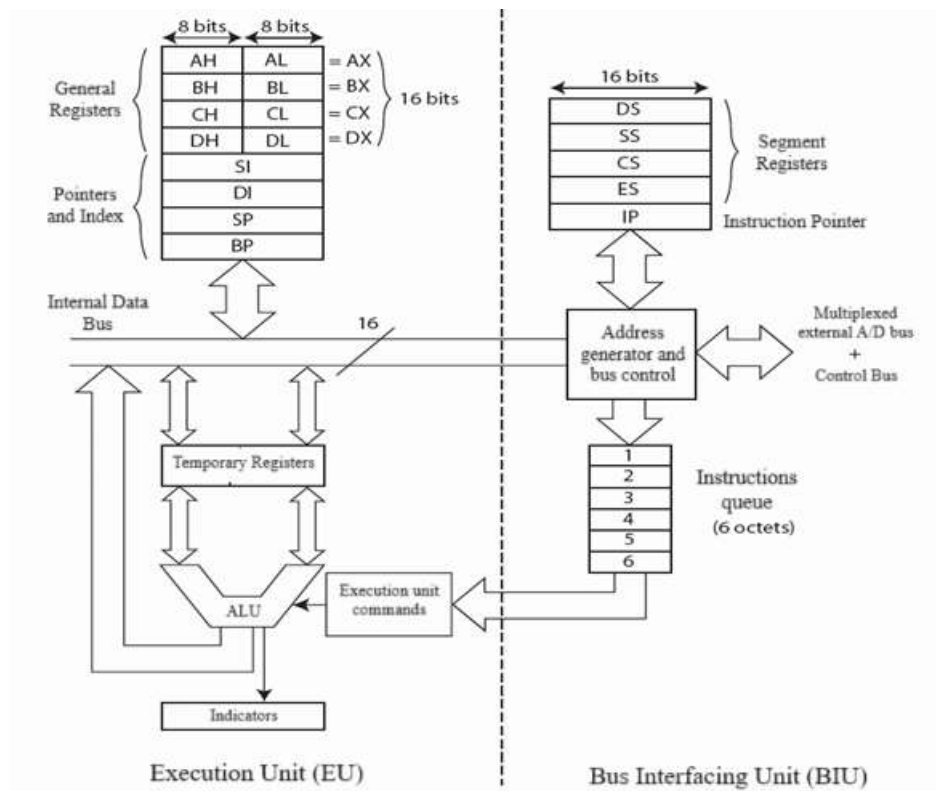 8 bits
8 bits
AH
AL
= AX
BH
BL
= BX
CH
CL
= CX
DH
DL
= DX
16 bits
General
Registers
SI
DI
SP
BP
Pointers
and Index
Internal Data
Bus
16
Temporary Registers
ALU
Execution unit
commands
Indicators
Execution Unit (EU)
16 bits
DS
SS
CS
ES
IP
Segment
Registers
Instruction Pointer
Address
generator and
bus control
Multiplexed
external A/D bus
+
Control Bus
1
2
3
4
5
6
Instructions
queue
(6 octets)
Bus Interfacing Unit (BIU)